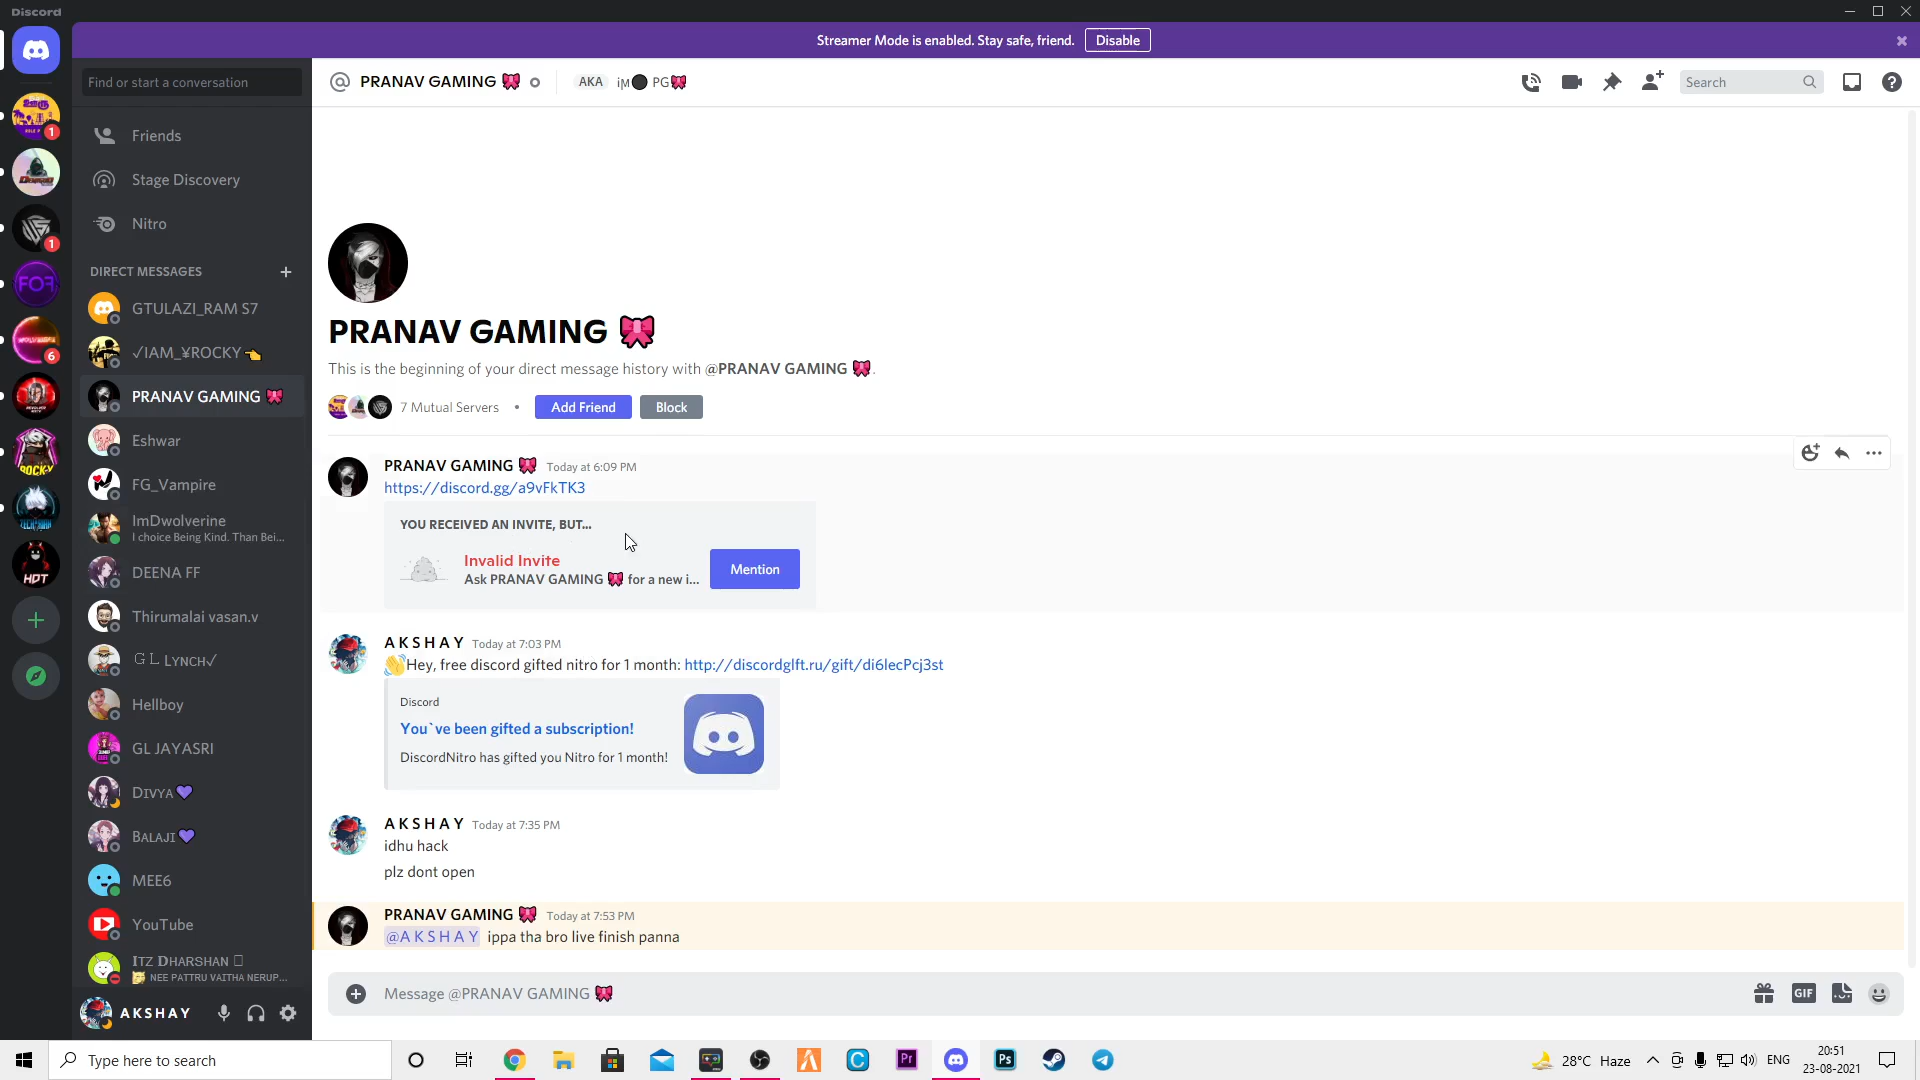 Discord
Streamer Mode is enabled. Stay safe, friend.
Disable
Find or start a conversation
PRANAV GAMING 🎀
AKA
iM⚫ PG🎀
Search
Friends
Stage Discovery
Nitro
DIRECT MESSAGES
GTULAZI_RAM S7
✓IAM_¥ROCKY 👈
PRANAV GAMING 🎀
Eshwar
FG_Vampire
ImDwolverine
I choice Being Kind. Than Bei...
DEENA FF
Thirumalai vasan.v
G L Lynch✓
Hellboy
GL JAYASRI
Divya💜
Balaji💜
MEE6
YouTube
Itz Dharshan
NEE PATTRU VAITHA NERUP...
A K S H A Y
PRANAV GAMING 🎀
This is the beginning of your direct message history with @PRANAV GAMING 🎀.
7 Mutual Servers
•
Add Friend
Block
PRANAV GAMING 🎀 Today at 6:09 PM
https://discord.gg/a9vFkTK3
YOU RECEIVED AN INVITE, BUT...
Invalid Invite
Ask PRANAV GAMING 🎀 for a new i...
Mention
A K S H A Y Today at 7:03 PM
👋Hey, free discord gifted nitro for 1 month: http://discordglft.ru/gift/di6lecPcj3st
Discord
You`ve been gifted a subscription!
DiscordNitro has gifted you Nitro for 1 month!
A K S H A Y Today at 7:35 PM
idhu hack
plz dont open
PRANAV GAMING 🎀 Today at 7:53 PM
@A K S H A Y ippa tha bro live finish panna
Message @PRANAV GAMING 🎀
GIF
1
1
FOF
6
ROCKY
HDT
Type here to search
Pr
Ps
28°C Haze
ENG
20:51
23-08-2021